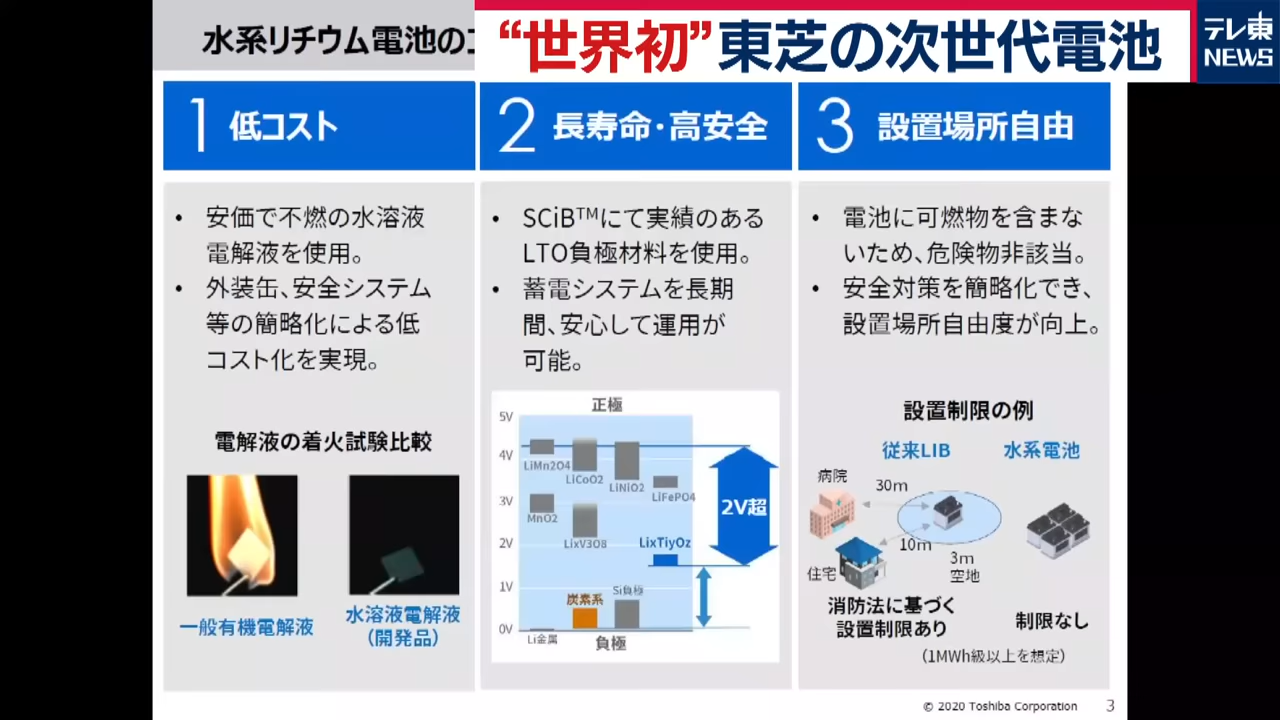 水系リチウム電池の
“世界初”東芝の次世代電池
テレ東
NEWS
1 低コスト
・安価で不燃の水溶液
電解液を使用。
・外装缶、安全システム
等の簡略化による低
コスト化を実現。
電解液の着火試験比較
一般有機電解液
水溶液電解液
(開発品)
2 長寿命・高安全
・SCiB™にて実績のある
LTO負極材料を使用。
・蓄電システムを長期
間、安心して運用が
可能。
正極
5V
4V
3V
2V
1V
0V
LiMn2O4
LiCoO2
LiNiO2
LiFePO4
MnO2
LixV3O8
LixTiyOz
2V超
炭素系
Si負極
Li金属
負極
3 設置場所自由
・電池に可燃物を含まな
いため、危険物非該当。
・安全対策を簡略化でき、
設置場所自由度が向上。
設置制限の例
従来LIB
水系電池
病院
30m
10m
住宅
3m
空地
消防法に基づく
設置制限あり
制限なし
(1MWh級以上を想定)
© 2020 Toshiba Corporation
3